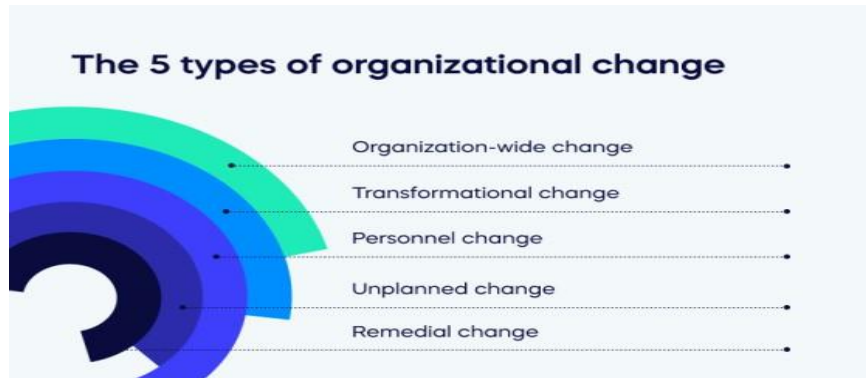 The 5 types of organizational change
Organization-wide change
Transformational change
Personnel change
Unplanned change
Remedial change